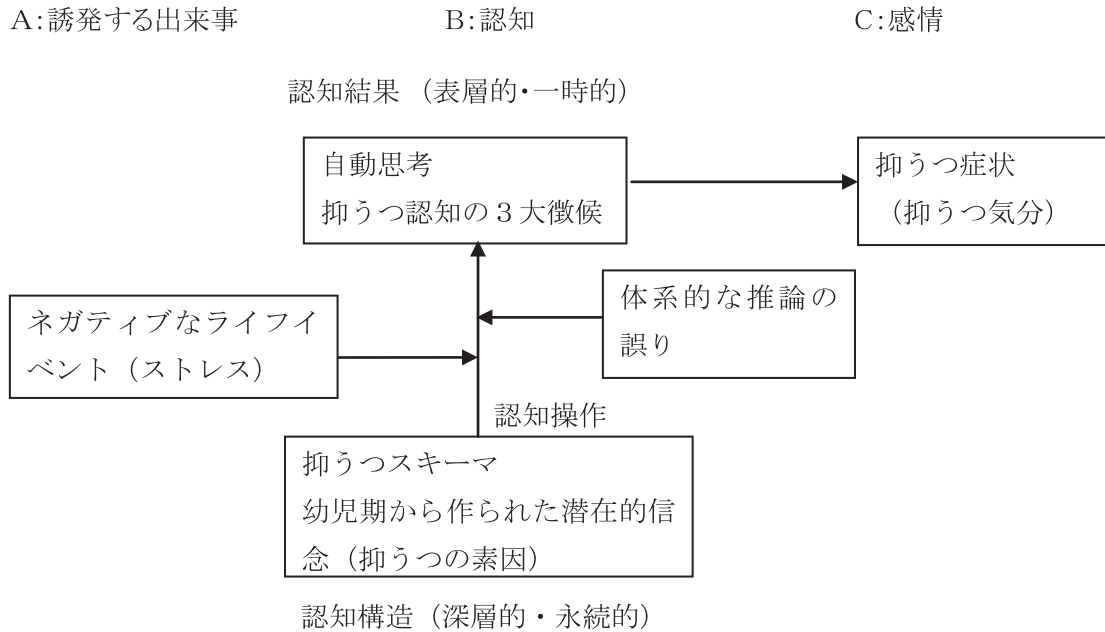 A:誘発する出来事 B:認知 C:感情
認知結果（表層的・一時的）
自動思考
抑うつ認知の３大徴候
抑うつ症状
（抑うつ気分）
体系的な推論の
誤り
ネガティブなライフイ
ベント（ストレス）
認知操作
抑うつスキーマ
幼児期から作られた潜在的信
念（抑うつの素因）
認知構造（深層的・永続的）